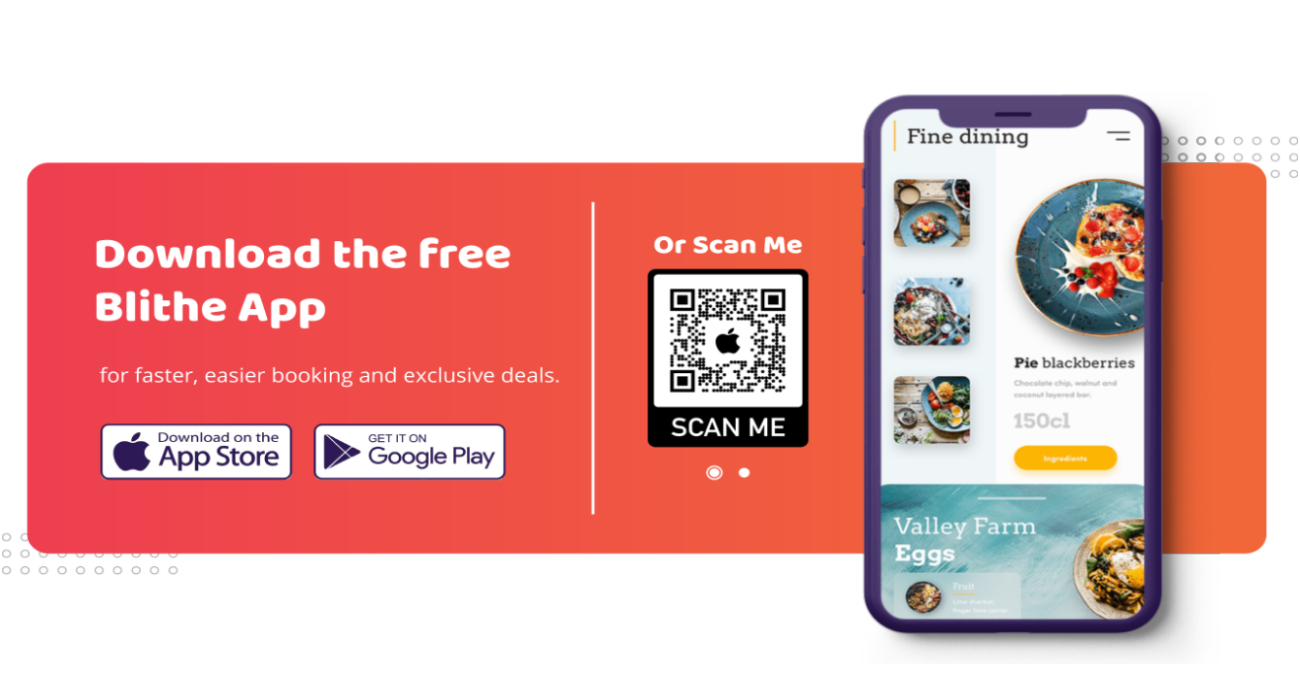 Download the free
Blithe App
for faster, easier booking and exclusive deals.
Download on the
App Store
GET IT ON
Google Play
Or Scan Me
SCAN ME
Fine dining
Pie blackberries
Chocolate chip, walnut and
coconut layered bar.
150cl
Ingredients
Valley Farm
Eggs
Fruit